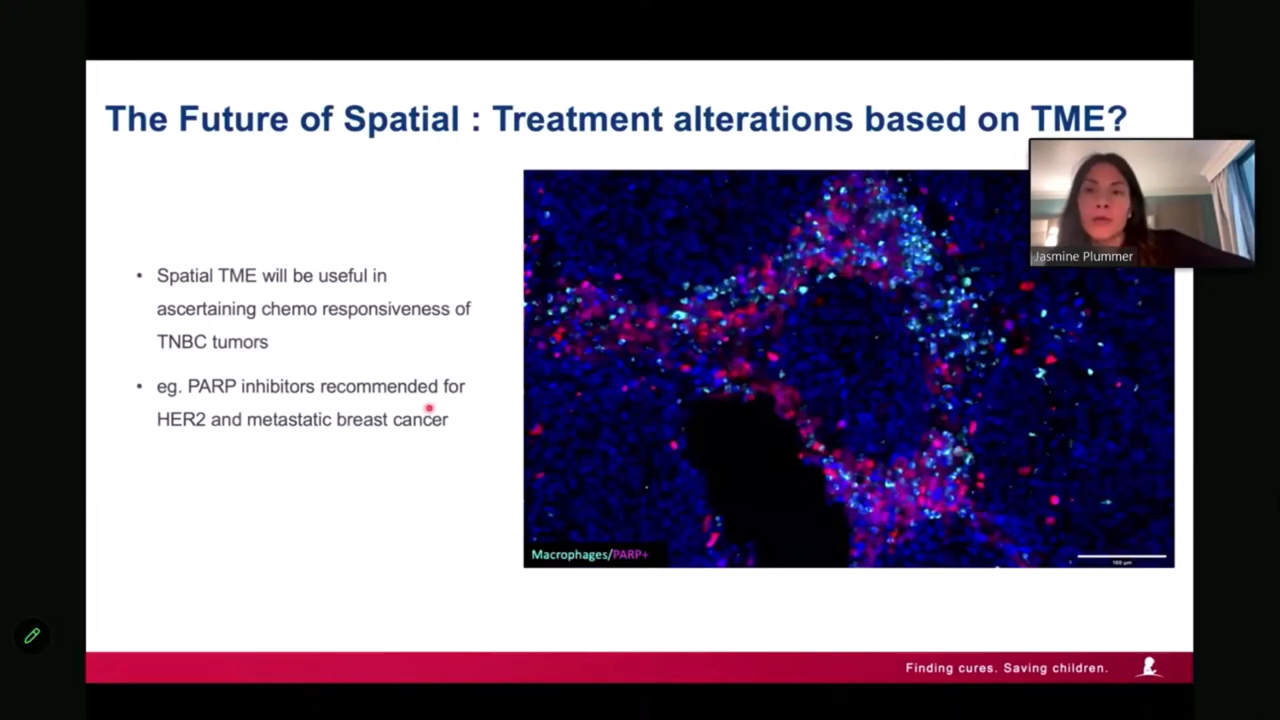 The Future of Spatial : Treatment alterations based on TME?
Jasmine Plummer
• Spatial TME will be useful in
ascertaining chemo responsiveness of
TNBC tumors
• eg. PARP inhibitors recommended for
HER2 and metastatic breast cancer
Macrophages/PARP+
100 μm
Finding cures. Saving children.